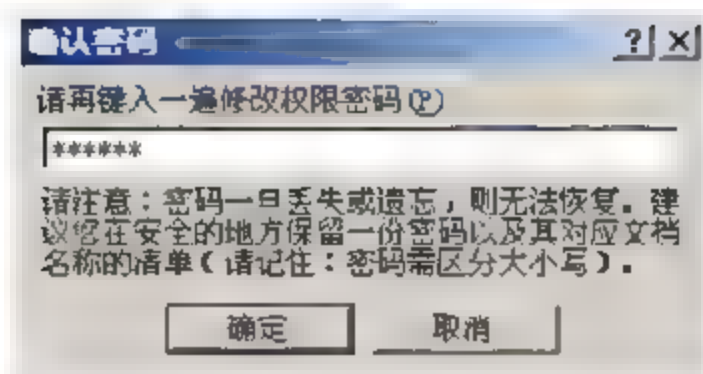 确认密码
请再键入一遍修改权限密码(P)
******
请注意：密码一旦丢失或遗忘，则无法恢复。建
议您在安全的地方保留一份密码以及其对应文档
名称的清单(请记住：密码需区分大小写)。
确定 取消